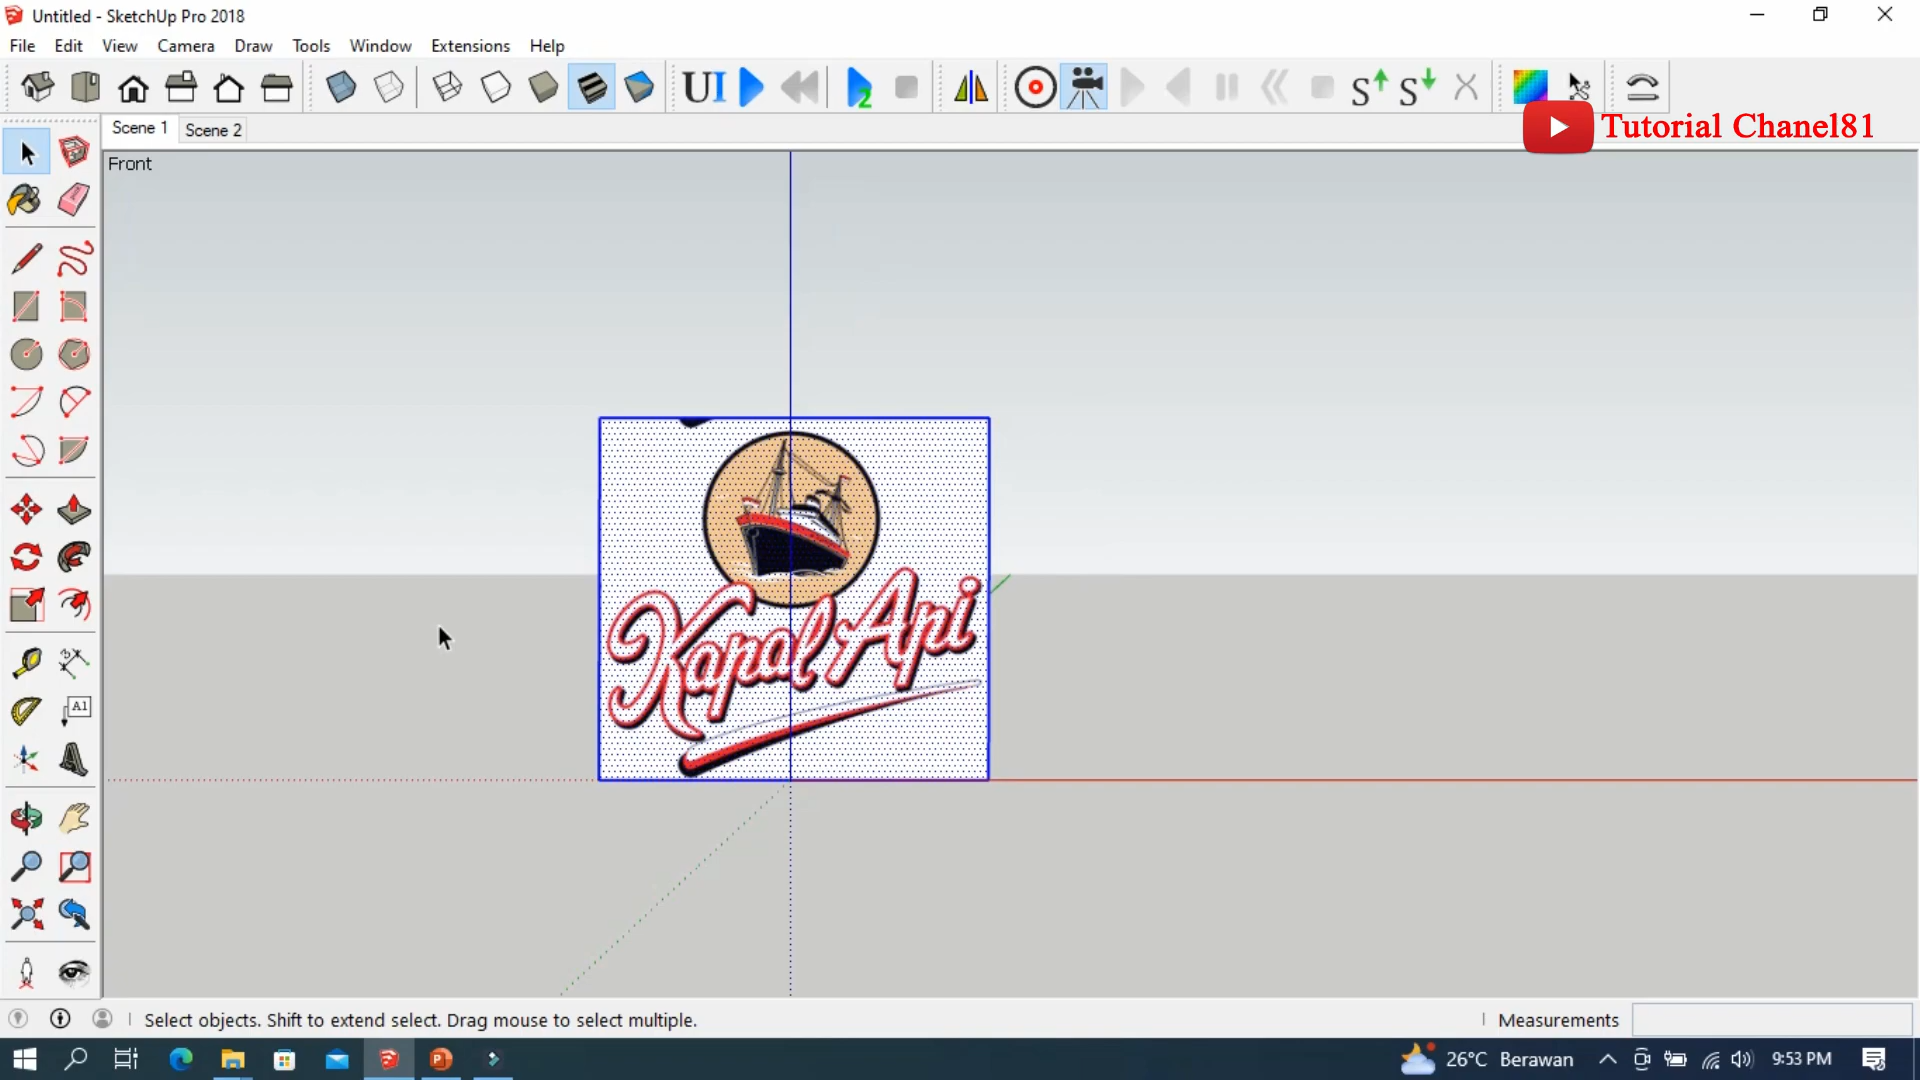 Untitled - SketchUp Pro 2018
File Edit View Camera Draw Tools Window Extensions Help
UI 2 S S
Tutorial Chanel81
Scene 1 Scene 2
Front
Kapal Api
A1
Select objects. Shift to extend select. Drag mouse to select multiple.
Measurements
26°C Berawan 9:53 PM